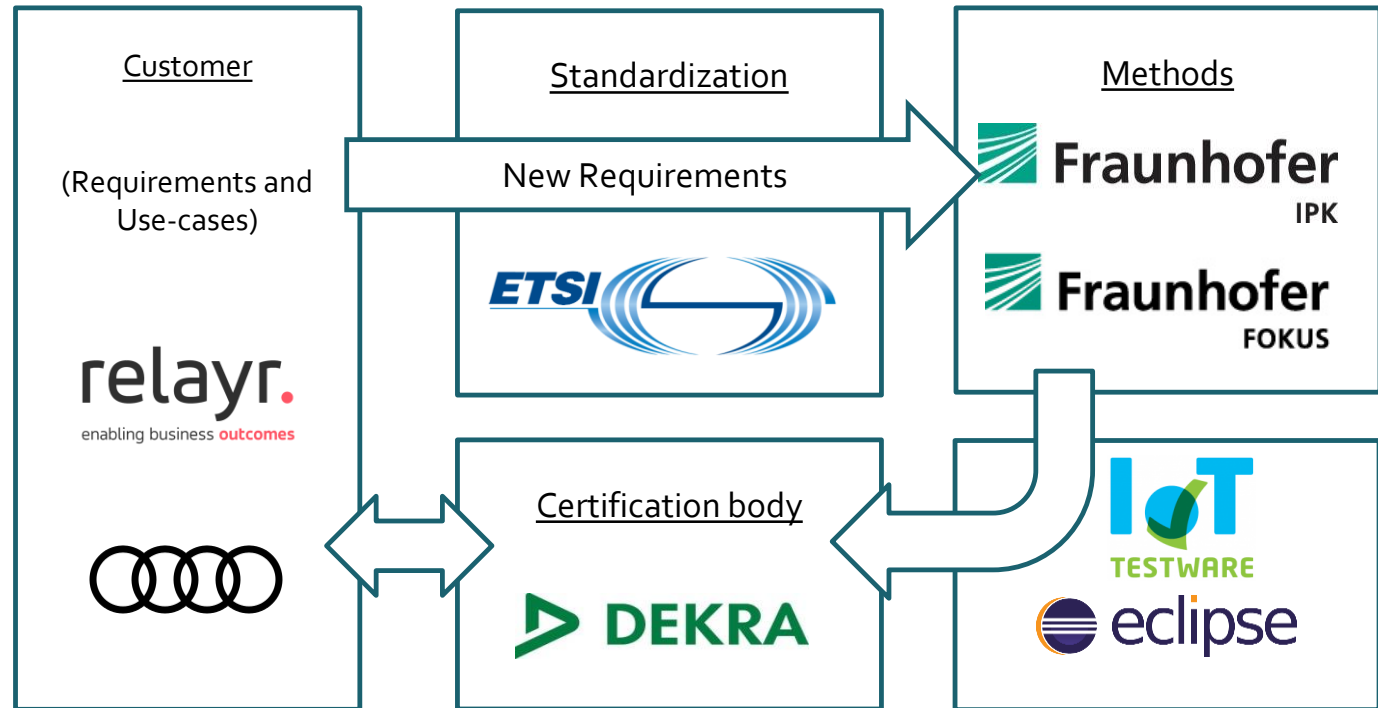 Customer
(Requirements and
Use-cases)
relayr.
enabling business outcomes
Standardization
New Requirements
ETSI
Methods
Fraunhofer
IPK
Fraunhofer
FOKUS
Certification body
DEKRA
IoT
TESTWARE
eclipse